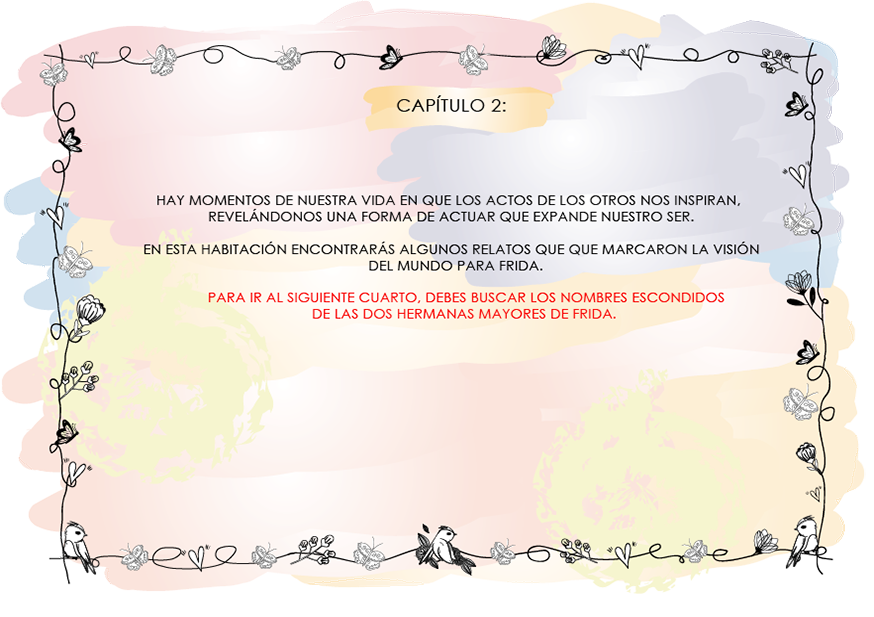 CAPÍTULO 2:
HAY MOMENTOS DE NUESTRA VIDA EN QUE LOS ACTOS DE LOS OTROS NOS INSPIRAN,
REVELÁNDONOS UNA FORMA DE ACTUAR QUE EXPANDE NUESTRO SER.
EN ESTA HABITACIÓN ENCONTRARÁS ALGUNOS RELATOS QUE QUE MARCARON LA VISIÓN
DEL MUNDO PARA FRIDA.
PARA IR AL SIGUIENTE CUARTO, DEBES BUSCAR LOS NOMBRES ESCONDIDOS
DE LAS DOS HERMANAS MAYORES DE FRIDA.